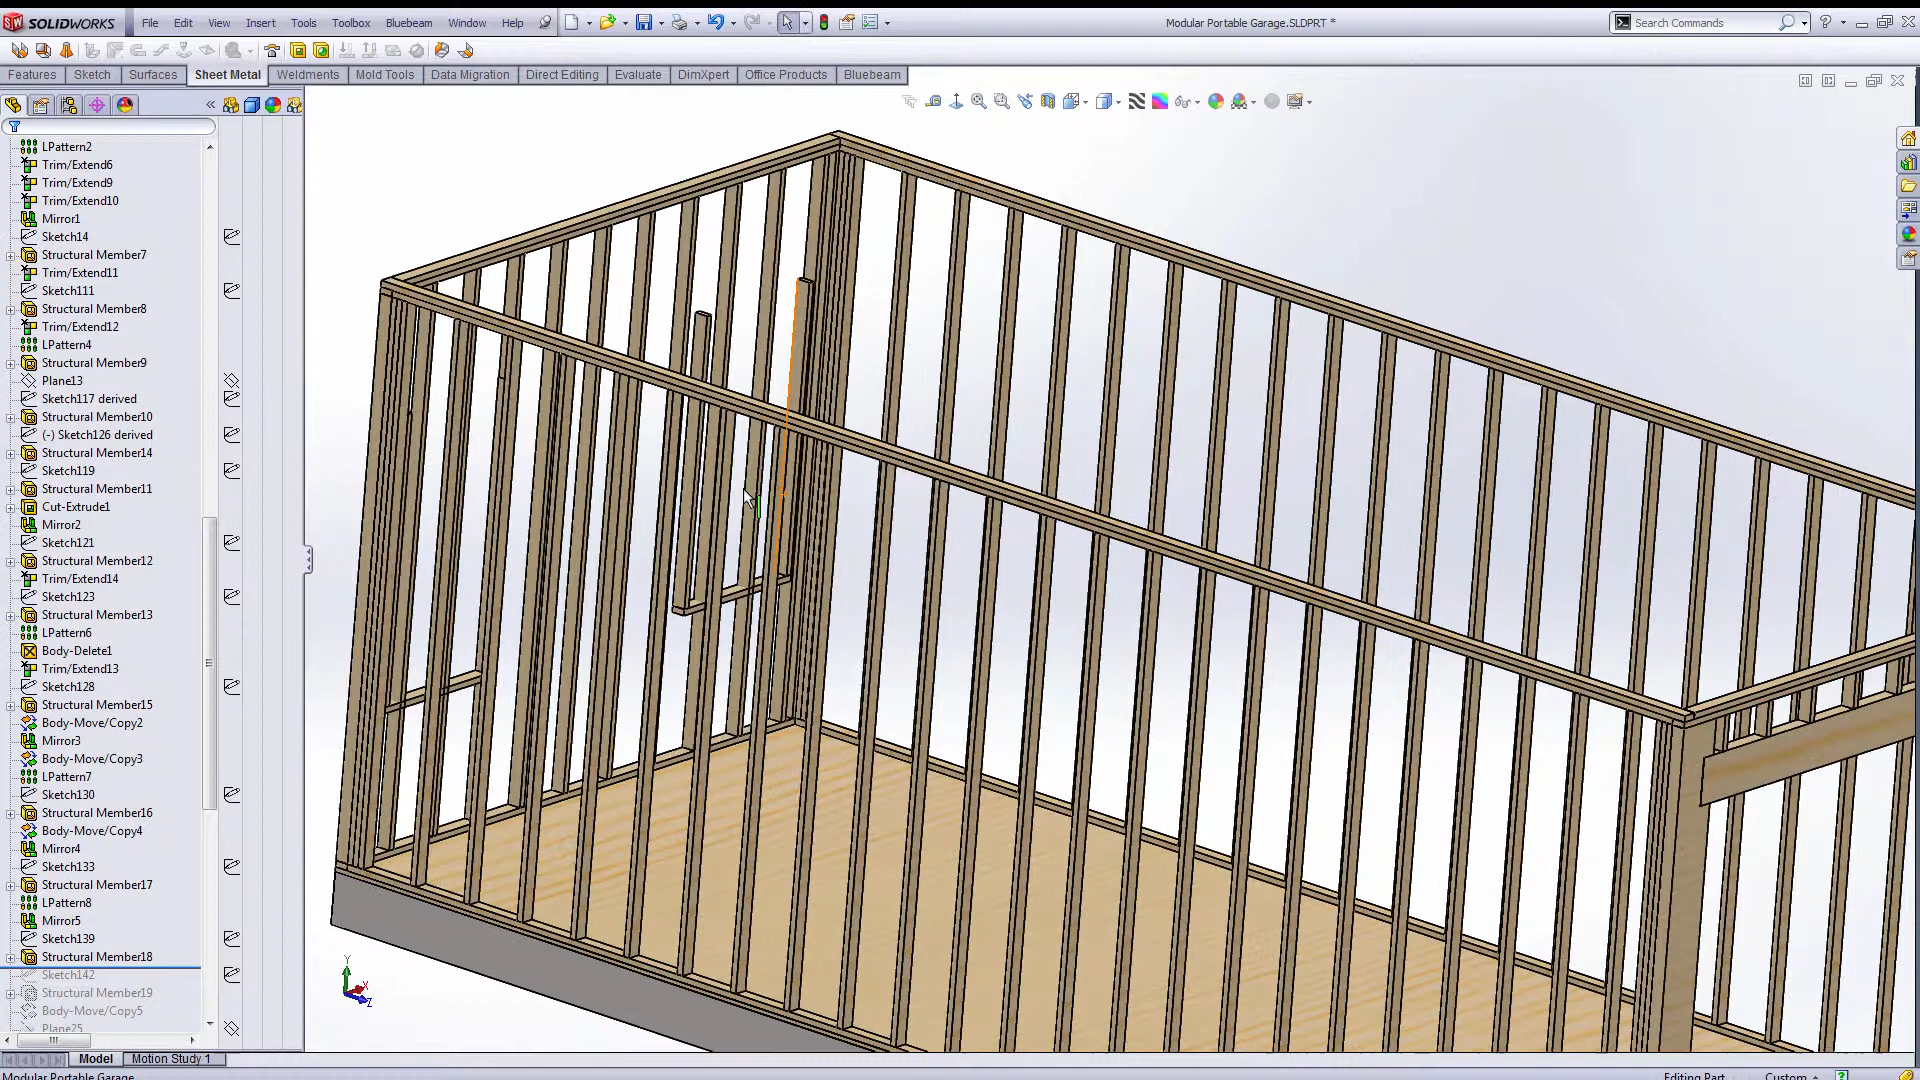 SOLIDWORKS File Edit View Insert Tools Toolbox Bluebeam Window Help Modular Portable Garage.SLDPRT * Search Commands
Features Sketch Surfaces Sheet Metal Weldments Mold Tools Data Migration Direct Editing Evaluate DimXpert Office Products Bluebeam
LPattern2
Trim/Extend6
Trim/Extend9
Trim/Extend10
Mirror1
Sketch14
Structural Member7
Trim/Extend11
Sketch111
Structural Member8
Trim/Extend12
LPattern4
Structural Member9
Plane13
Sketch117 derived
Structural Member10
(-) Sketch126 derived
Structural Member14
Sketch119
Structural Member11
Cut-Extrude1
Mirror2
Sketch121
Structural Member12
Trim/Extend14
Sketch123
Structural Member13
LPattern6
Body-Delete1
Trim/Extend13
Sketch128
Structural Member15
Body-Move/Copy2
Mirror3
Body-Move/Copy3
LPattern7
Sketch130
Structural Member16
Body-Move/Copy4
Mirror4
Sketch133
Structural Member17
LPattern8
Mirror5
Sketch139
Structural Member18
Sketch142
Structural Member19
Body-Move/Copy5
Plane25
Y
X
Z
Model Motion Study 1
Modular Portable Garage Editing Part Custom